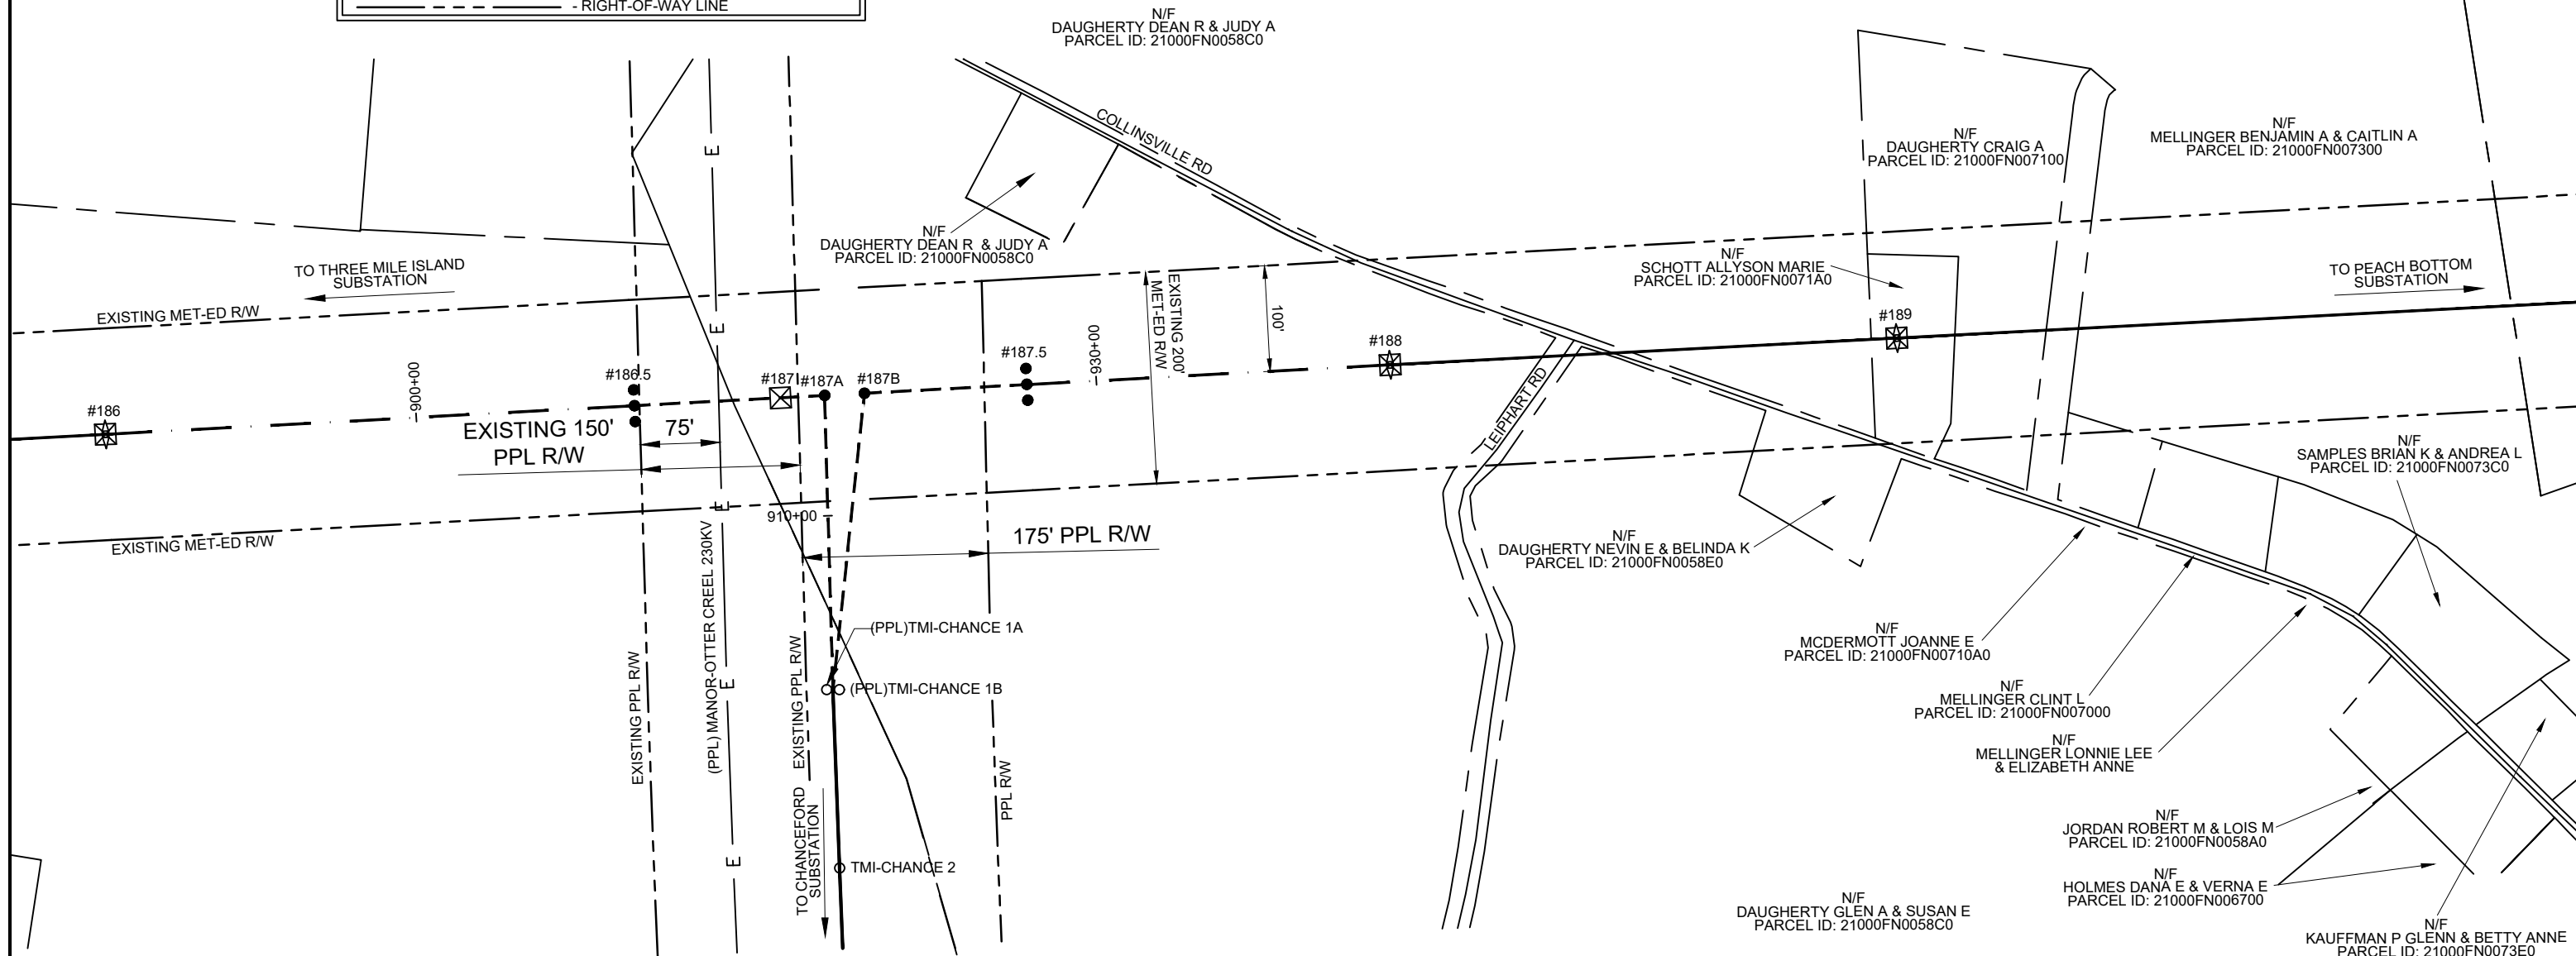 - RIGHT-OF-WAY LINE
N/F
DAUGHERTY DEAN R & JUDY A
PARCEL ID: 21000FN0058C0
COLLINSVILLE RD
N/F
DAUGHERTY CRAIG A
PARCEL ID: 21000FN007100
N/F
MELLINGER BENJAMIN A & CAITLIN A
PARCEL ID: 21000FN007300
N/F
DAUGHERTY DEAN R & JUDY A
PARCEL ID: 21000FN0058C0
TO THREE MILE ISLAND
SUBSTATION
N/F
SCHOTT ALLYSON MARIE
PARCEL ID: 21000FN0071A0
TO PEACH BOTTOM
SUBSTATION
EXISTING MET-ED R/W
EXISTING 200'
MET-ED R/W
100'
#186
900+00
#186.5
#187
#187A
#187B
#187.5
930+00
#188
#189
EXISTING 150'
PPL R/W
75'
LEIPHART RD
N/F
SAMPLES BRIAN K & ANDREA L
PARCEL ID: 21000FN0073C0
EXISTING MET-ED R/W
910+00
175' PPL R/W
N/F
DAUGHERTY NEVIN E & BELINDA K
PARCEL ID: 21000FN0058E0
E
E
E
E
E
(PPL) MANOR-OTTER CREEL 230KV
EXISTING PPL R/W
EXISTING PPL R/W
(PPL)TMI-CHANCE 1A
(PPL)TMI-CHANCE 1B
N/F
MCDERMOTT JOANNE E
PARCEL ID: 21000FN00710A0
N/F
MELLINGER CLINT L
PARCEL ID: 21000FN007000
N/F
MELLINGER LONNIE LEE
& ELIZABETH ANNE
PPL R/W
TO CHANCEFORD
SUBSTATION
TMI-CHANCE 2
N/F
JORDAN ROBERT M & LOIS M
PARCEL ID: 21000FN0058A0
N/F
HOLMES DANA E & VERNA E
PARCEL ID: 21000FN006700
N/F
DAUGHERTY GLEN A & SUSAN E
PARCEL ID: 21000FN0058C0
N/F
KAUFFMAN P GLENN & BETTY ANNE
PARCEL ID: 21000FN0073E0